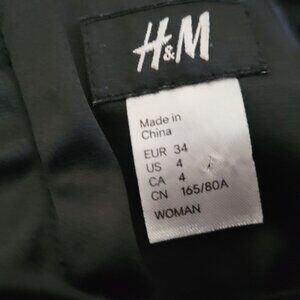 H&M
Made in
China
EUR 34
US 4
CA 4
CN 165/80A
WOMAN